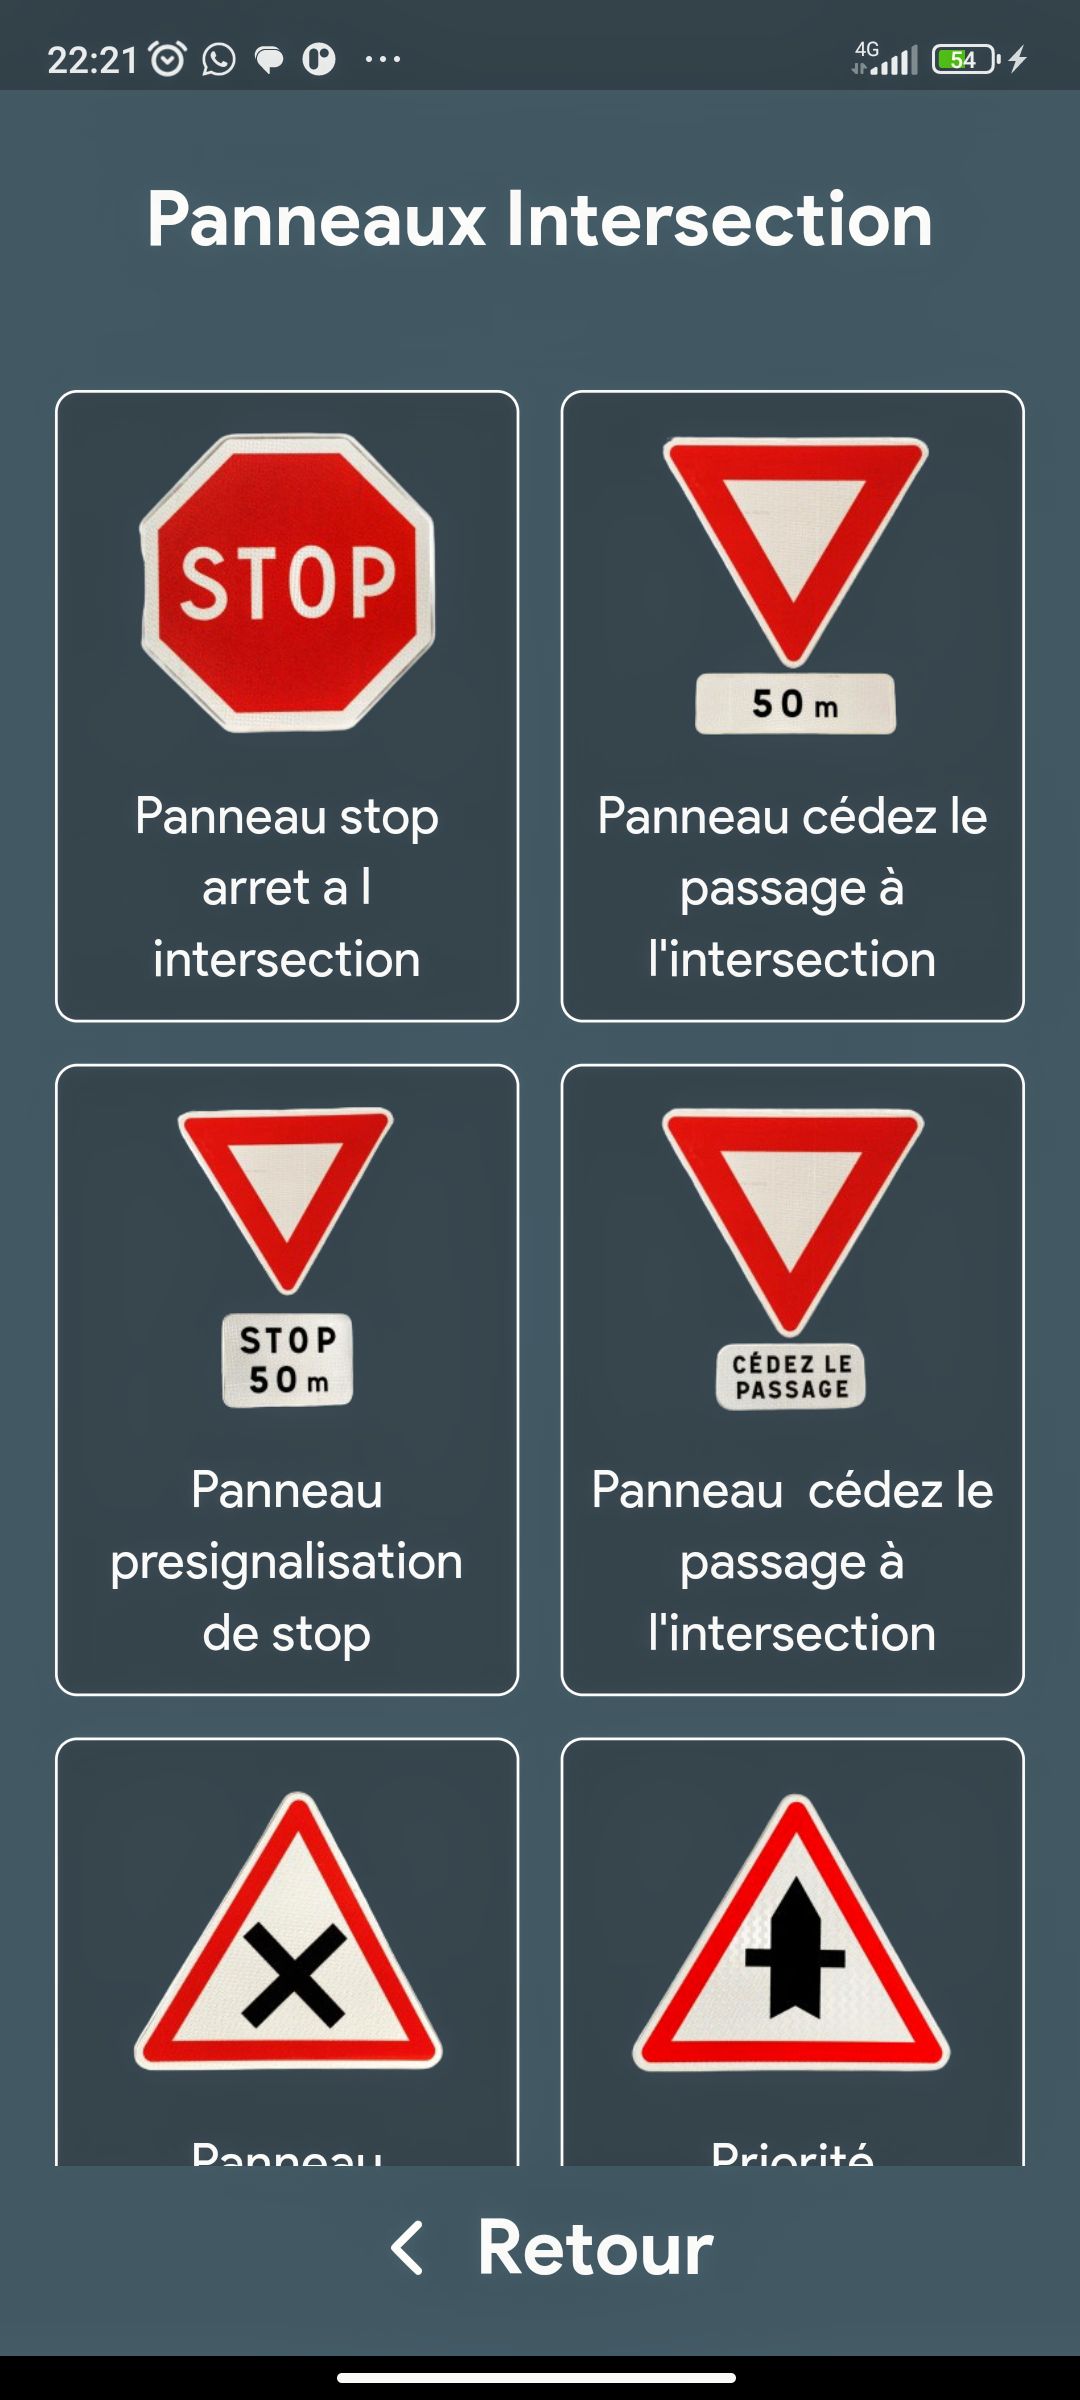 22:21
4G
54
Panneaux Intersection
STOP
Panneau stop
arret a l
intersection
50 m
Panneau cédez le
passage à
l'intersection
STOP
50 m
Panneau
presignalisation
de stop
CÉDEZ LE
PASSAGE
Panneau  cédez le
passage à
l'intersection
Panneau
Priorité
Retour